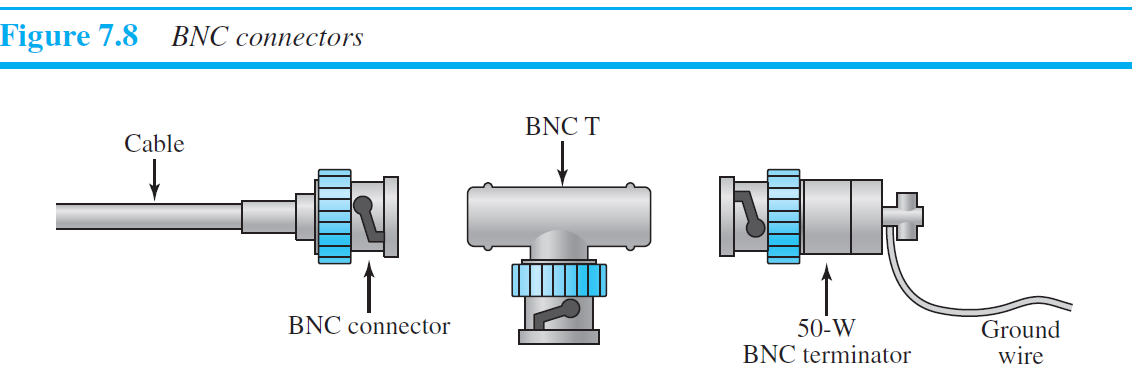 Figure 7.8 BNC connectors
Cable
BNC T
BNC connector
50-W
BNC terminator
Ground
wire